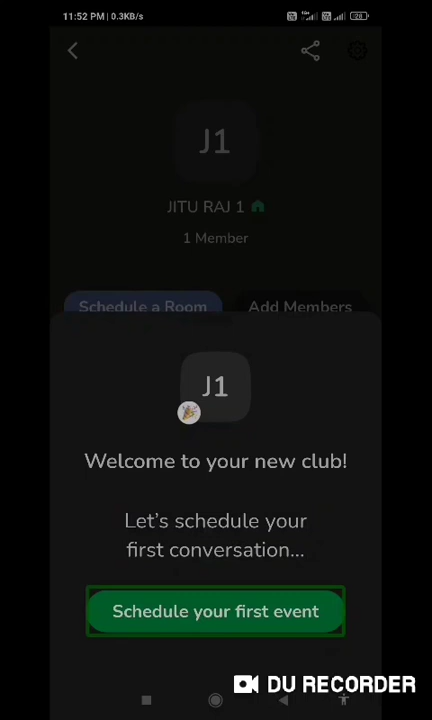 11:52 PM | 0.3KB/s
J1
JITU RAJ 1
1 Member
Schedule a Room
Add Members
J1
Welcome to your new club!
Let's schedule your
first conversation...
Schedule your first event
DU RECORDER